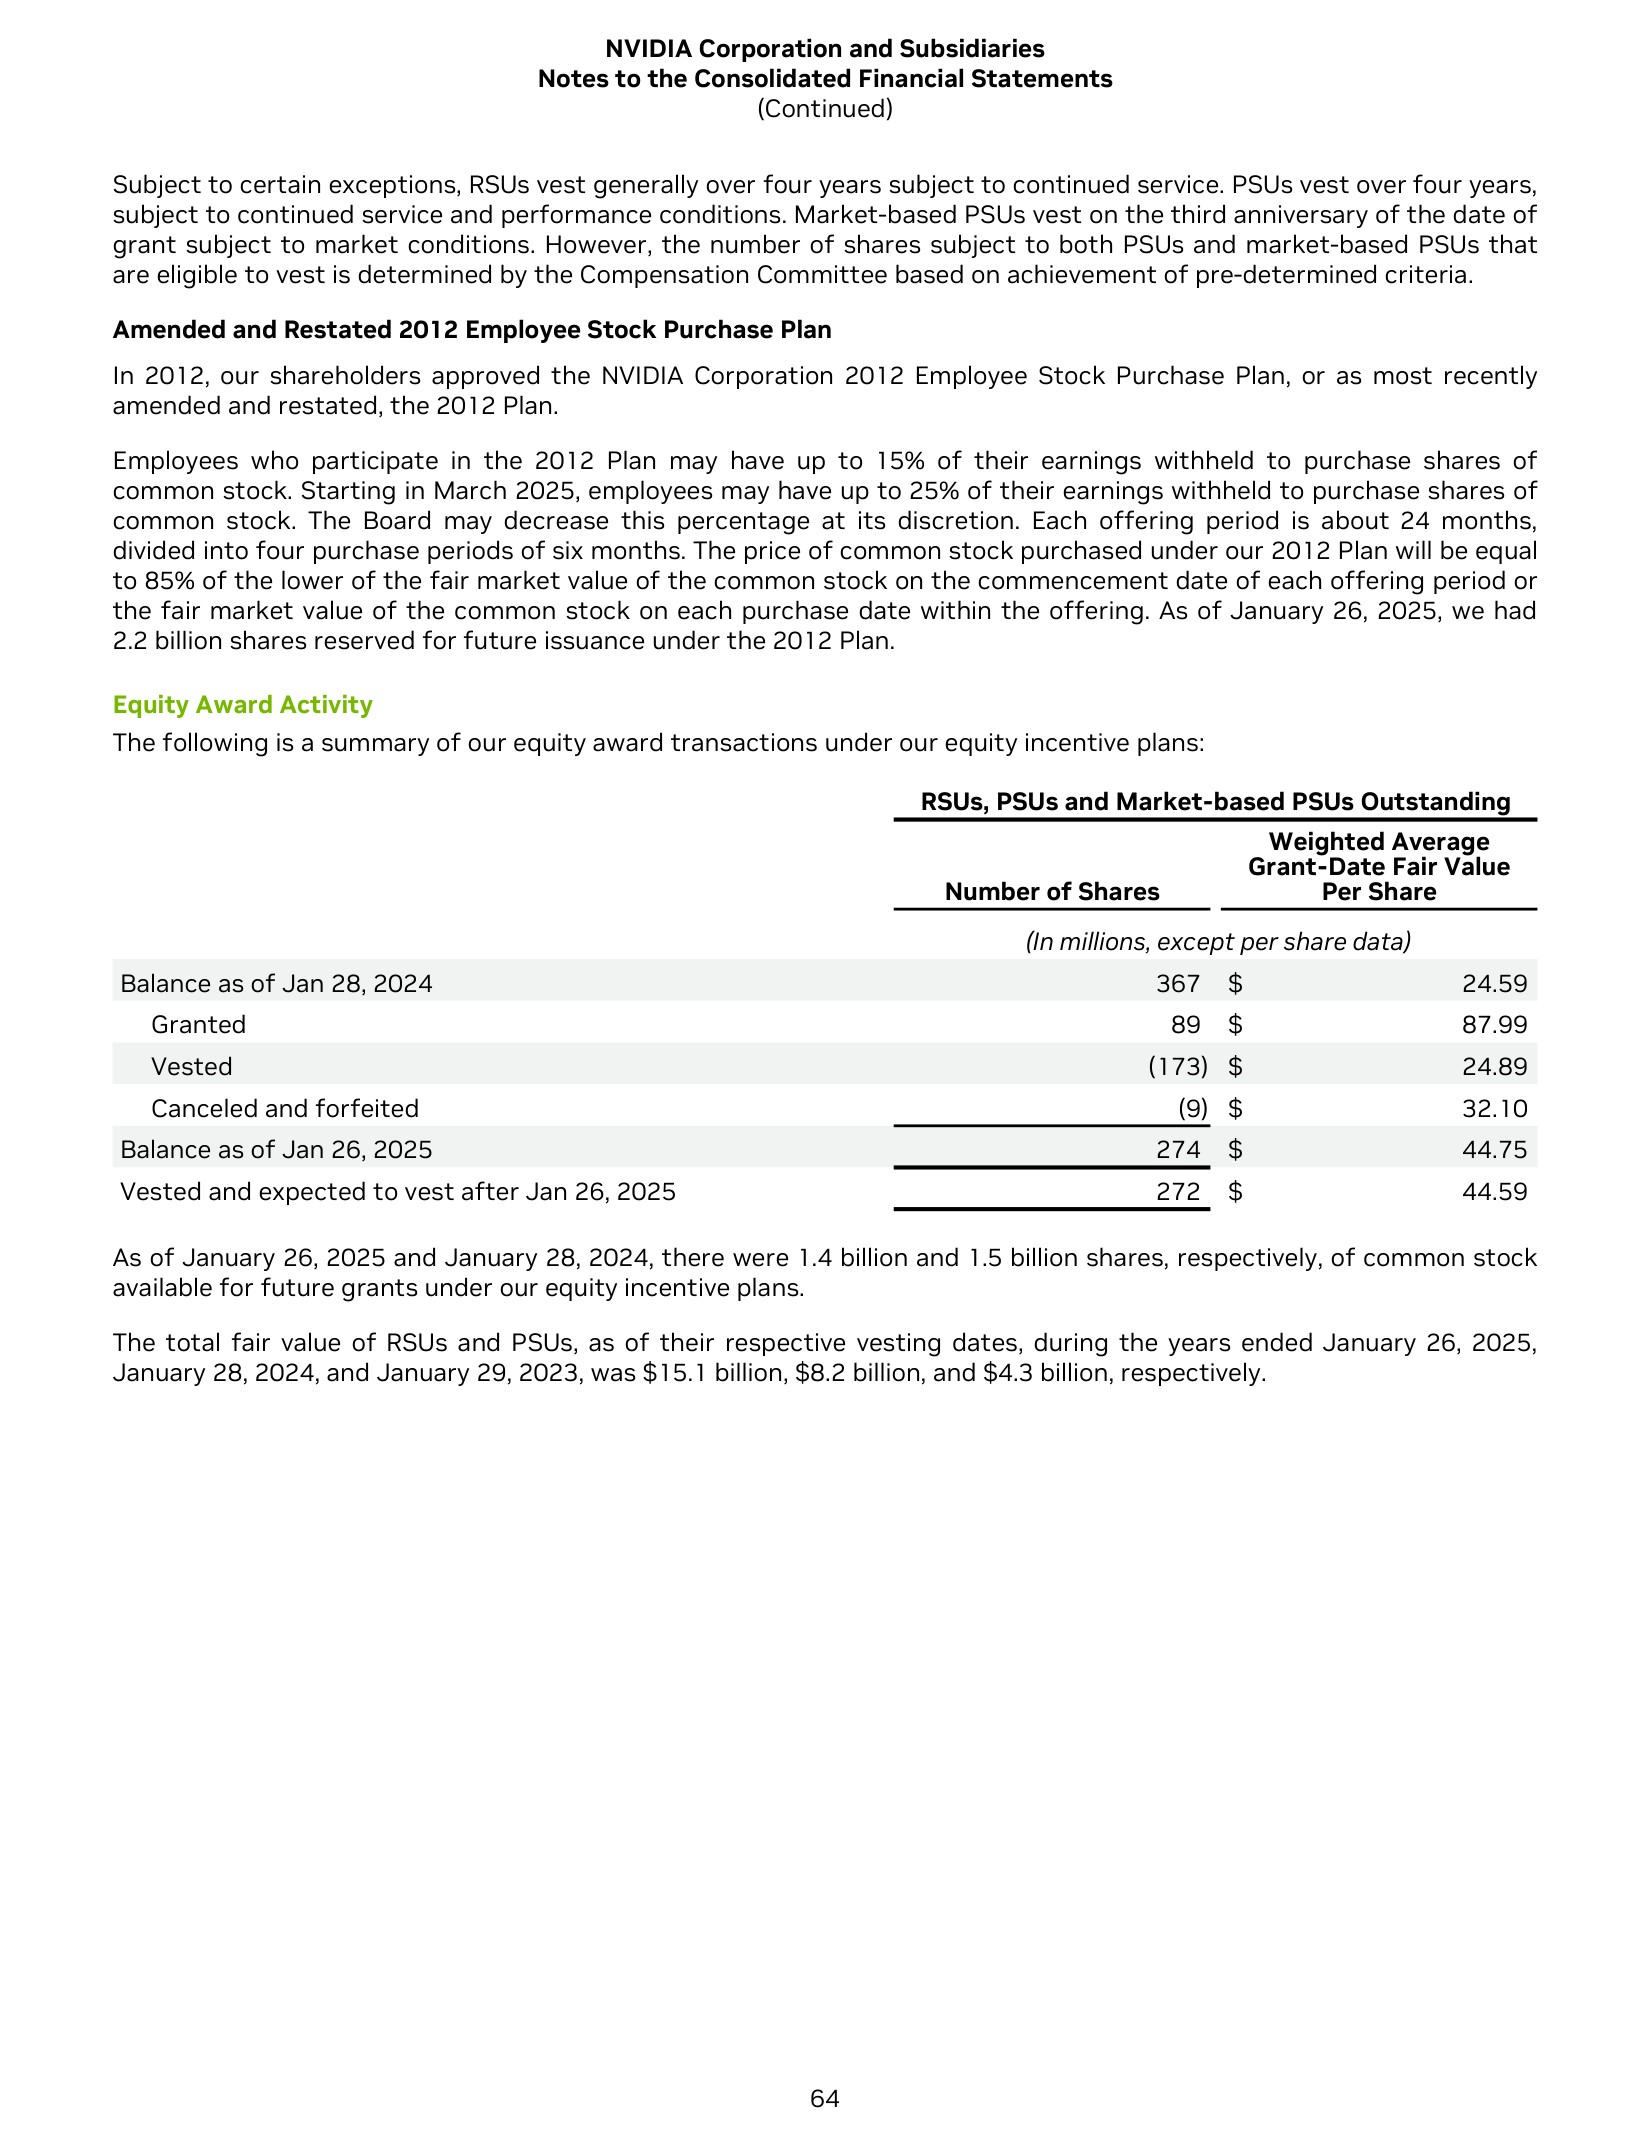 NVIDIA Corporation and Subsidiaries
Notes to the Consolidated Financial Statements
(Continued)
Subject to certain exceptions, RSUs vest generally over four years subject to continued service. PSUs vest over four years,
subject to continued service and performance conditions. Market-based PSUs vest on the third anniversary of the date of
grant subject to market conditions. However, the number of shares subject to both PSUs and market-based PSUs that
are eligible to vest is determined by the Compensation Committee based on achievement of pre-determined criteria.
Amended and Restated 2012 Employee Stock Purchase Plan
In 2012, our shareholders approved the NVIDIA Corporation 2012 Employee Stock Purchase Plan, or as most recently
amended and restated, the 2012 Plan.
Employees who participate in the 2012 Plan may have up to 15% of their earnings withheld to purchase shares of
common stock. Starting in March 2025, employees may have up to 25% of their earnings withheld to purchase shares of
common stock. The Board may decrease this percentage at its discretion. Each offering period is about 24 months,
divided into four purchase periods of six months. The price of common stock purchased under our 2012 Plan will be equal
to 85% of the lower of the fair market value of the common stock on the commencement date of each offering period or
the fair market value of the common stock on each purchase date within the offering. As of January 26, 2025, we had
2.2 billion shares reserved for future issuance under the 2012 Plan.
Equity Award Activity
The following is a summary of our equity award transactions under our equity incentive plans:
RSUs, PSUs and Market-based PSUs Outstanding
Weighted Average
Grant-Date Fair Value
Number of Shares Per Share
(In millions, except per share data)
Balance as of Jan 28, 2024 367 $ 24.59
Granted 89 $ 87.99
Vested (173) $ 24.89
Canceled and forfeited (9) $ 32.10
Balance as of Jan 26, 2025 274 $ 44.75
Vested and expected to vest after Jan 26, 2025 272 $ 44.59
As of January 26, 2025 and January 28, 2024, there were 1.4 billion and 1.5 billion shares, respectively, of common stock
available for future grants under our equity incentive plans.
The total fair value of RSUs and PSUs, as of their respective vesting dates, during the years ended January 26, 2025,
January 28, 2024, and January 29, 2023, was $15.1 billion, $8.2 billion, and $4.3 billion, respectively.
64